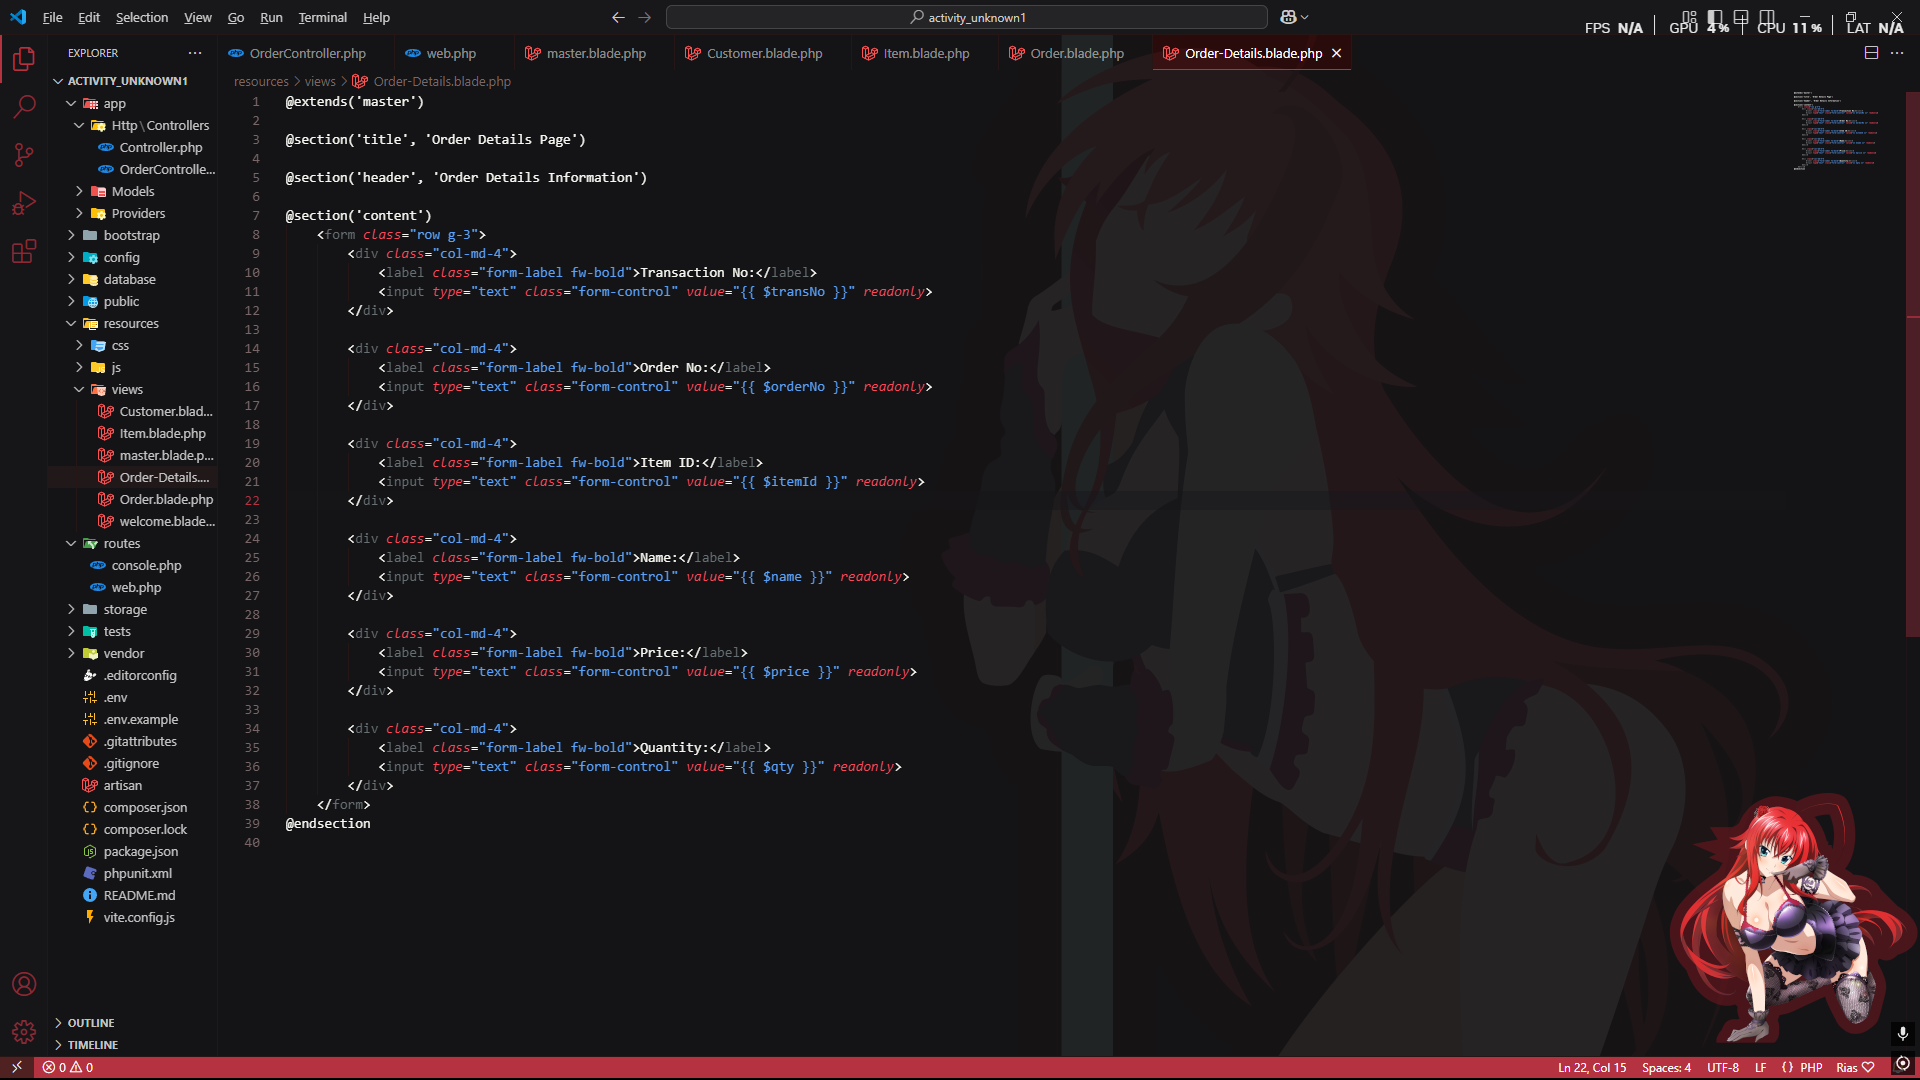 File Edit Selection View Go Run Terminal Help
activity_unknown1
FPS N/A GPU 4% CPU 11% LAT N/A
EXPLORER
OrderController.php
web.php
master.blade.php
Customer.blade.php
Item.blade.php
Order.blade.php
Order-Details.blade.php
resources > views > Order-Details.blade.php
ACTIVITY_UNKNOWN1
app
Http\Controllers
Controller.php
OrderControlle...
Models
Providers
bootstrap
config
database
public
resources
css
js
views
Customer.blad...
Item.blade.php
master.blade.p...
Order-Details....
Order.blade.php
welcome.blade...
routes
console.php
web.php
storage
tests
vendor
.editorconfig
.env
.env.example
.gitattributes
.gitignore
artisan
composer.json
composer.lock
package.json
phpunit.xml
README.md
vite.config.js
OUTLINE
TIMELINE
1 @extends('master')
2
3 @section('title', 'Order Details Page')
4
5 @section('header', 'Order Details Information')
6
7 @section('content')
8 <form class="row g-3">
9 <div class="col-md-4">
10 <label class="form-label fw-bold">Transaction No:</label>
11 <input type="text" class="form-control" value="{{ $transNo }}" readonly>
12 </div>
13
14 <div class="col-md-4">
15 <label class="form-label fw-bold">Order No:</label>
16 <input type="text" class="form-control" value="{{ $orderNo }}" readonly>
17 </div>
18
19 <div class="col-md-4">
20 <label class="form-label fw-bold">Item ID:</label>
21 <input type="text" class="form-control" value="{{ $itemId }}" readonly>
22 </div>
23
24 <div class="col-md-4">
25 <label class="form-label fw-bold">Name:</label>
26 <input type="text" class="form-control" value="{{ $name }}" readonly>
27 </div>
28
29 <div class="col-md-4">
30 <label class="form-label fw-bold">Price:</label>
31 <input type="text" class="form-control" value="{{ $price }}" readonly>
32 </div>
33
34 <div class="col-md-4">
35 <label class="form-label fw-bold">Quantity:</label>
36 <input type="text" class="form-control" value="{{ $qty }}" readonly>
37 </div>
38 </form>
39 @endsection
40
0 0
Ln 22, Col 15 Spaces: 4 UTF-8 LF {} PHP Rias ♡